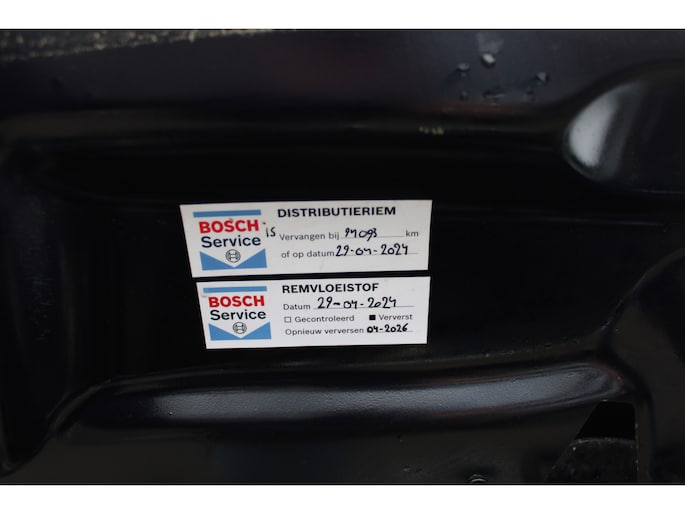 DISTRIBUTIERIEM
BOSCH
Service
is Vervangen bij 94093 km
of op datum 29-04-2024
REMVLOEISTOF
BOSCH
Service
Datum 29-04-2024
☐ Gecontroleerd ■ Ververst
Opnieuw verversen 04-2026